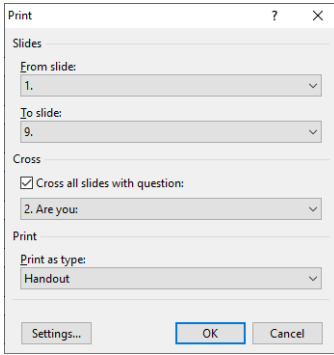 Print ? X
Slides
From slide:
1.
To slide:
9.
Cross
Cross all slides with question:
2. Are you:
Print
Print as type:
Handout
Settings... OK Cancel